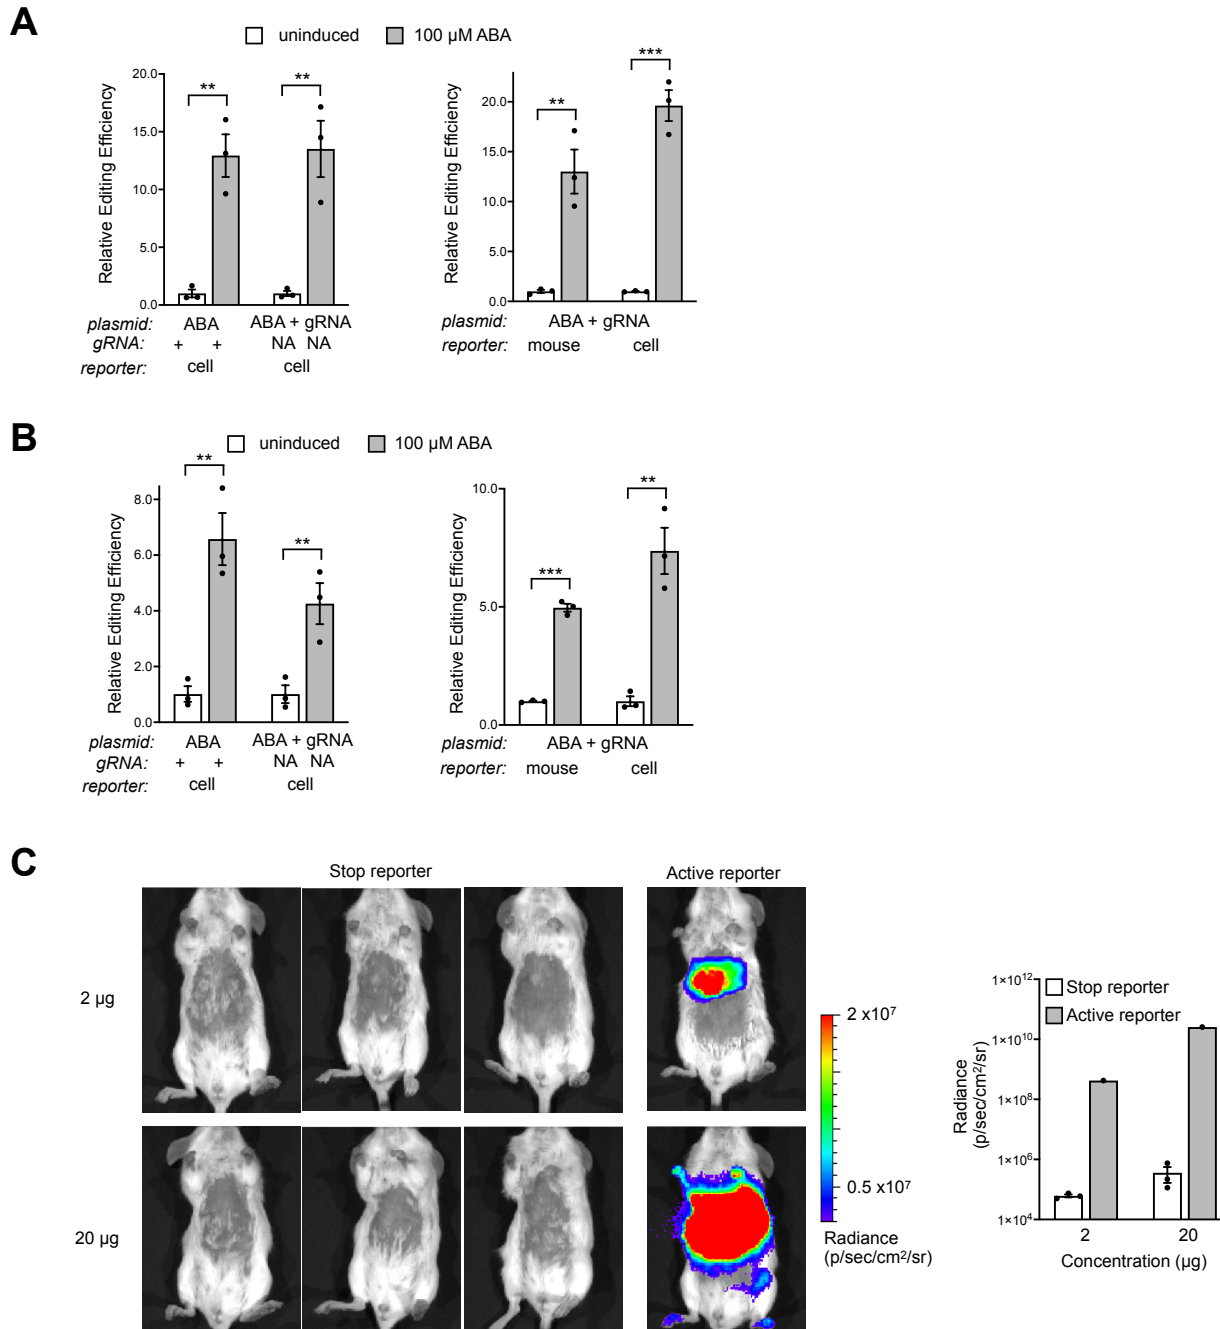 A
uninduced 100 µM ABA
** ** ** ***
Relative Editing Efficiency
20.0
15.0
10.0
5.0
0.0
plasmid: ABA ABA + gRNA
gRNA: + + NA NA
reporter: cell cell
Relative Editing Efficiency
20.0
15.0
10.0
5.0
0.0
plasmid: ABA + gRNA
reporter: mouse cell
B
uninduced 100 µM ABA
** ** *** **
Relative Editing Efficiency
8.0
6.0
4.0
2.0
0.0
plasmid: ABA ABA + gRNA
gRNA: + + NA NA
reporter: cell cell
Relative Editing Efficiency
10.0
5.0
0.0
plasmid: ABA + gRNA
reporter: mouse cell
C
Stop reporter Active reporter
2 µg
20 µg
2 x10⁷
0.5 x10⁷
Radiance
(p/sec/cm²/sr)
Stop reporter
Active reporter
Radiance
(p/sec/cm²/sr)
1×10¹²
1×10¹⁰
1×10⁸
1×10⁶
1×10⁴
2 20
Concentration (µg)